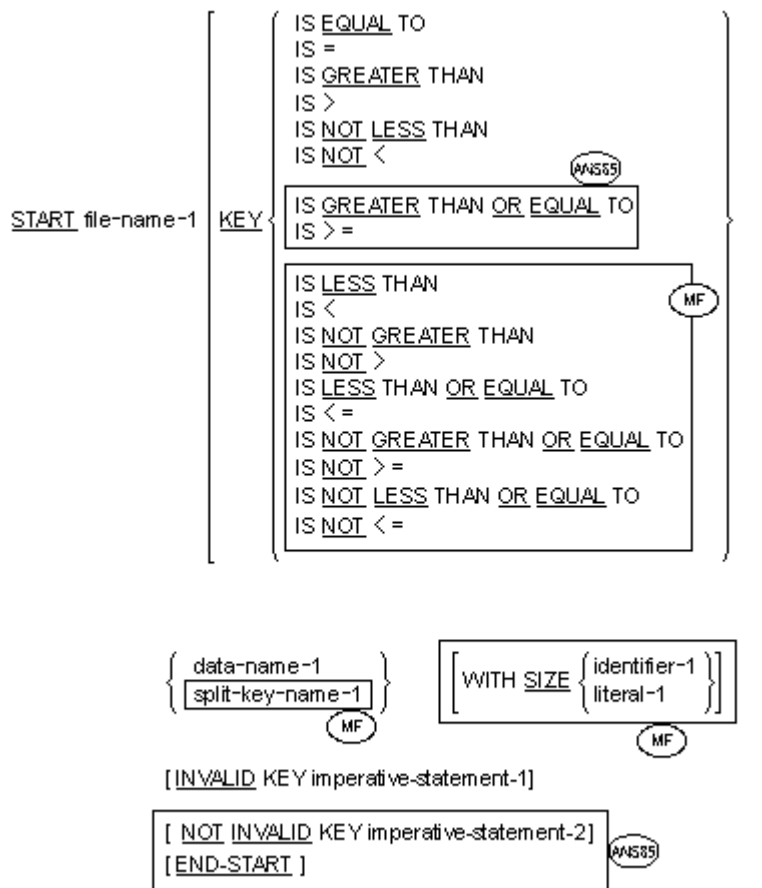 IS EQUAL TO
IS =
IS GREATER THAN
IS >
IS NOT LESS THAN
IS NOT <
ANS85
START file-name-1 [ KEY {
IS GREATER THAN OR EQUAL TO
IS > =
IS LESS THAN
MF
IS <
IS NOT GREATER THAN
IS NOT >
IS LESS THAN OR EQUAL TO
IS < =
IS NOT GREATER THAN OR EQUAL TO
IS NOT > =
IS NOT LESS THAN OR EQUAL TO
IS NOT < =
{ data-name-1
split-key-name-1 }
MF
[ WITH SIZE { identifier-1
literal-1 } ]
MF
[ INVALID KEY imperative-statement-1]
[ NOT INVALID KEY imperative-statement-2]
[ END-START ]
ANS85